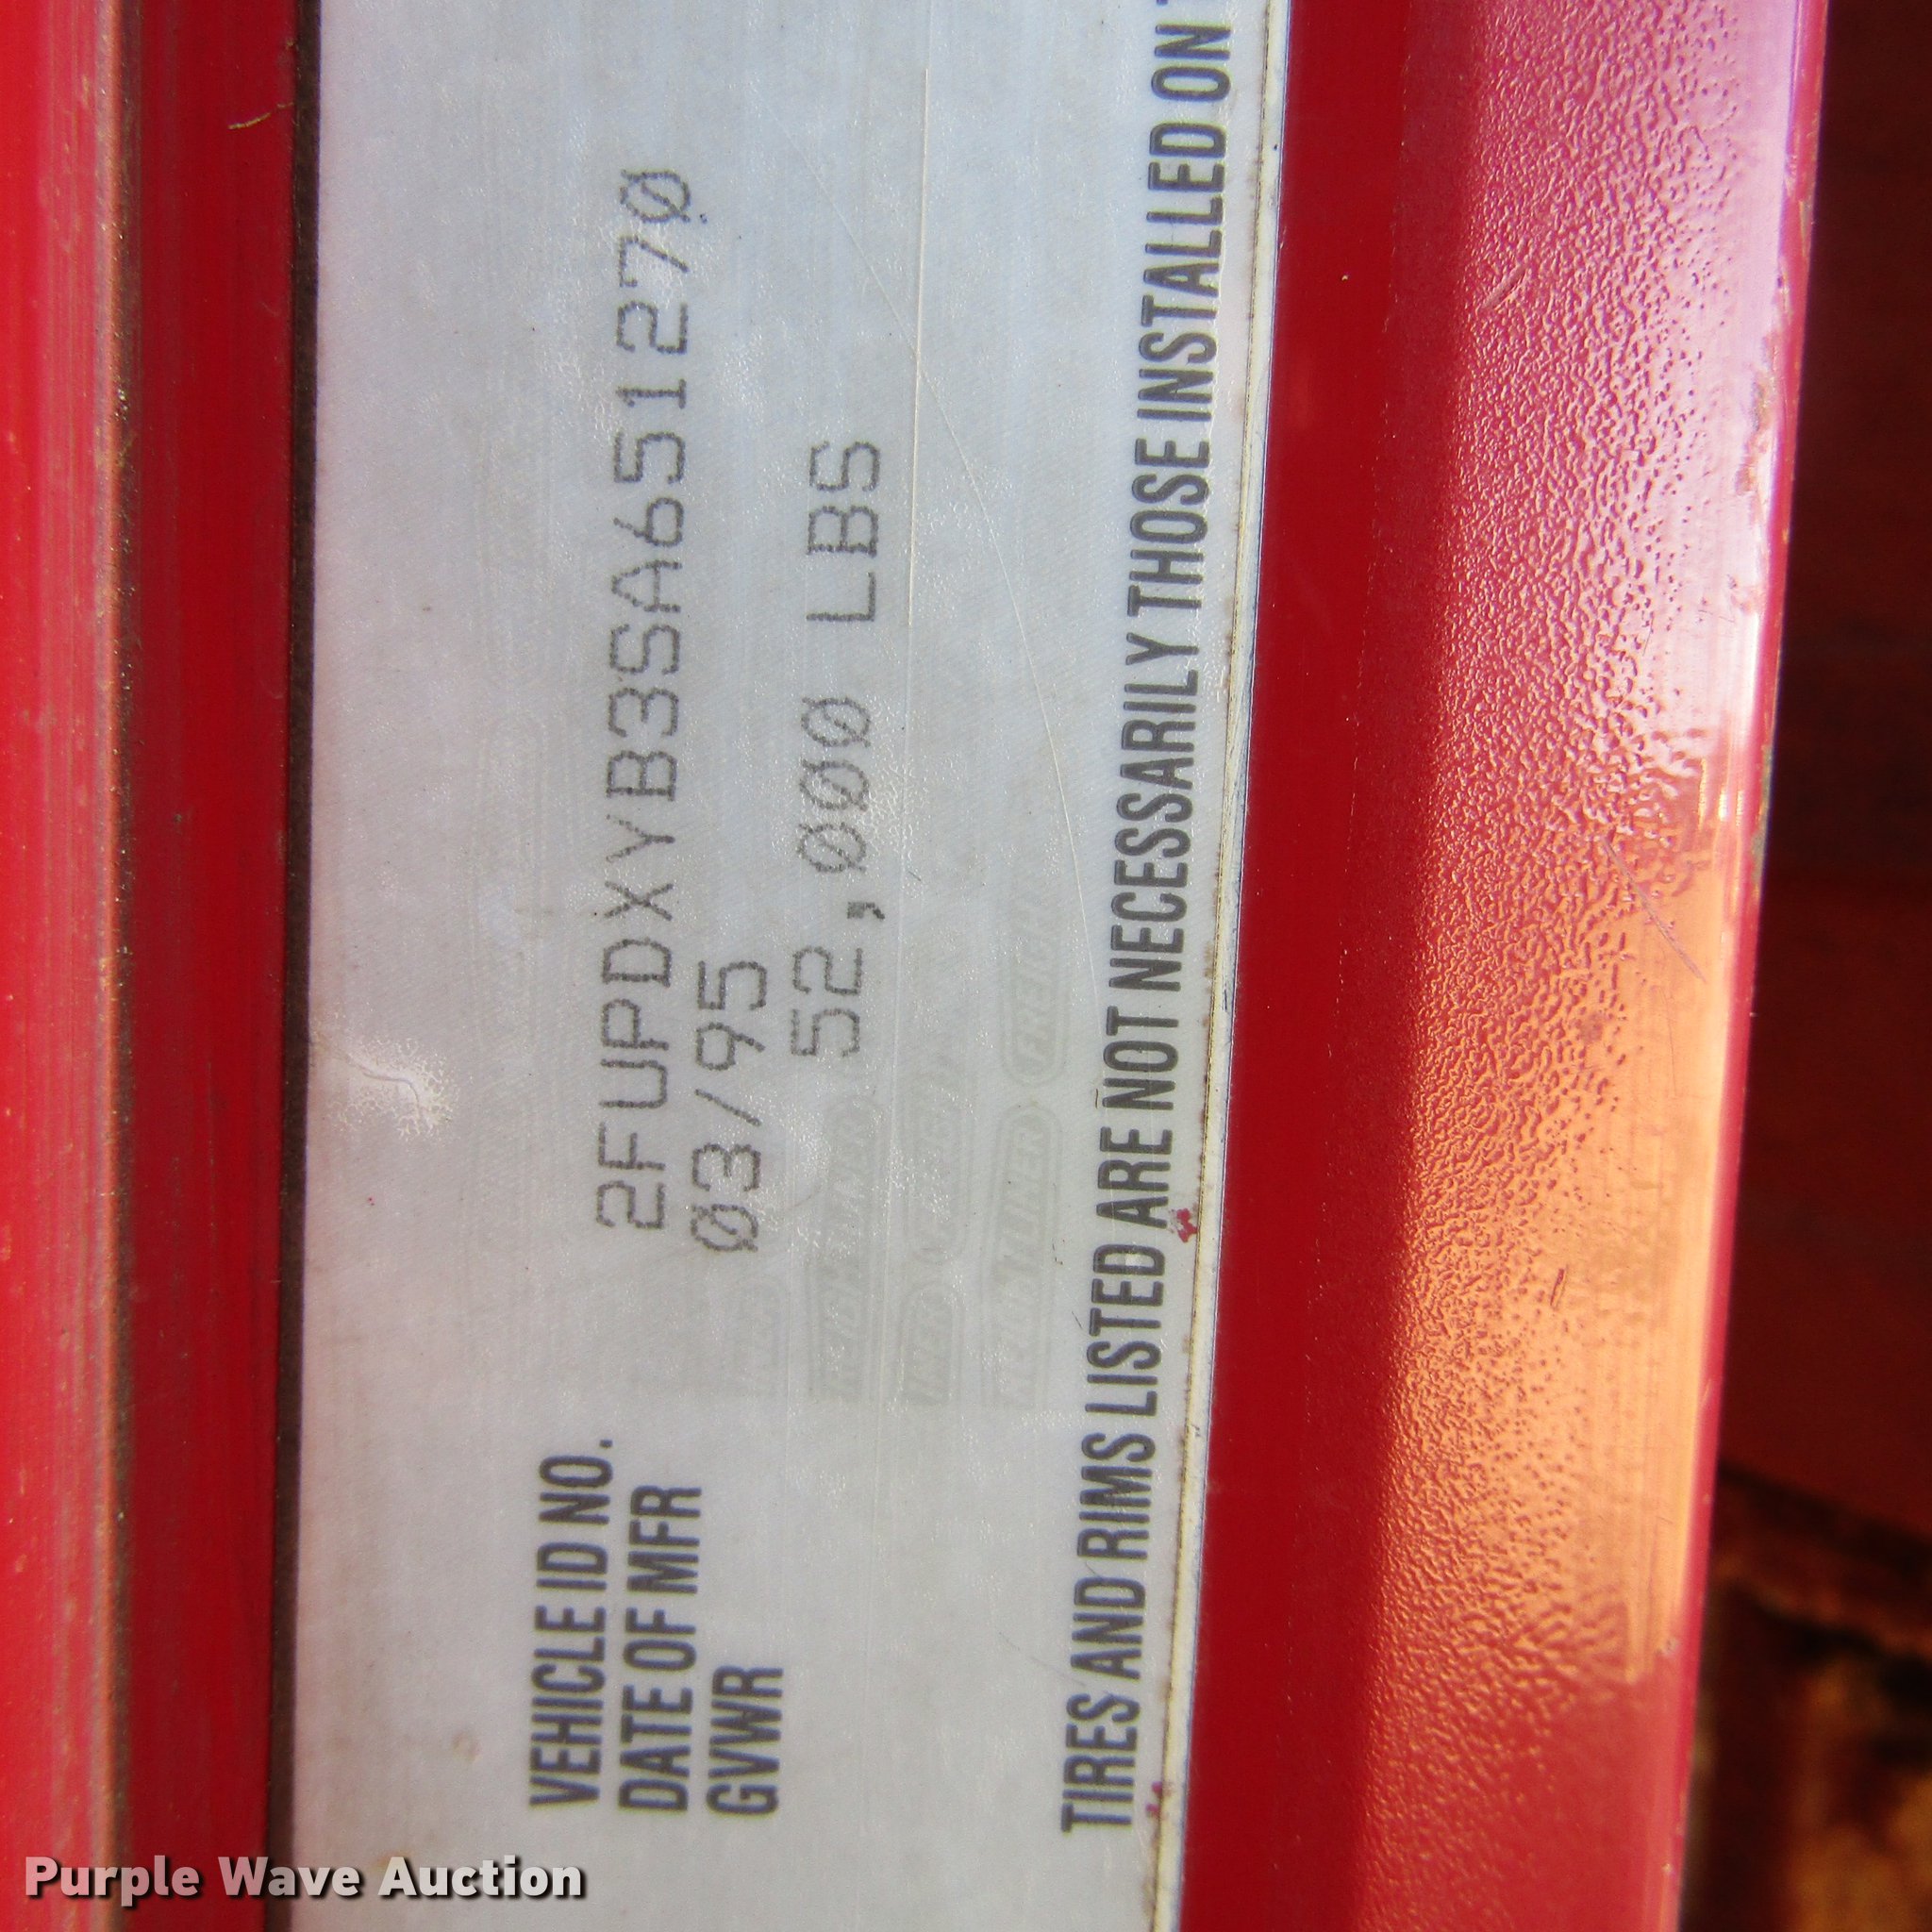 VEHICLE ID NO. 2FUPDXYB3SA651270
DATE OF MFR 03/95
GVWR 52,000 LBS
TIRES AND RIMS LISTED ARE NOT NECESSARILY THOSE INSTALLED ON
Purple Wave Auction